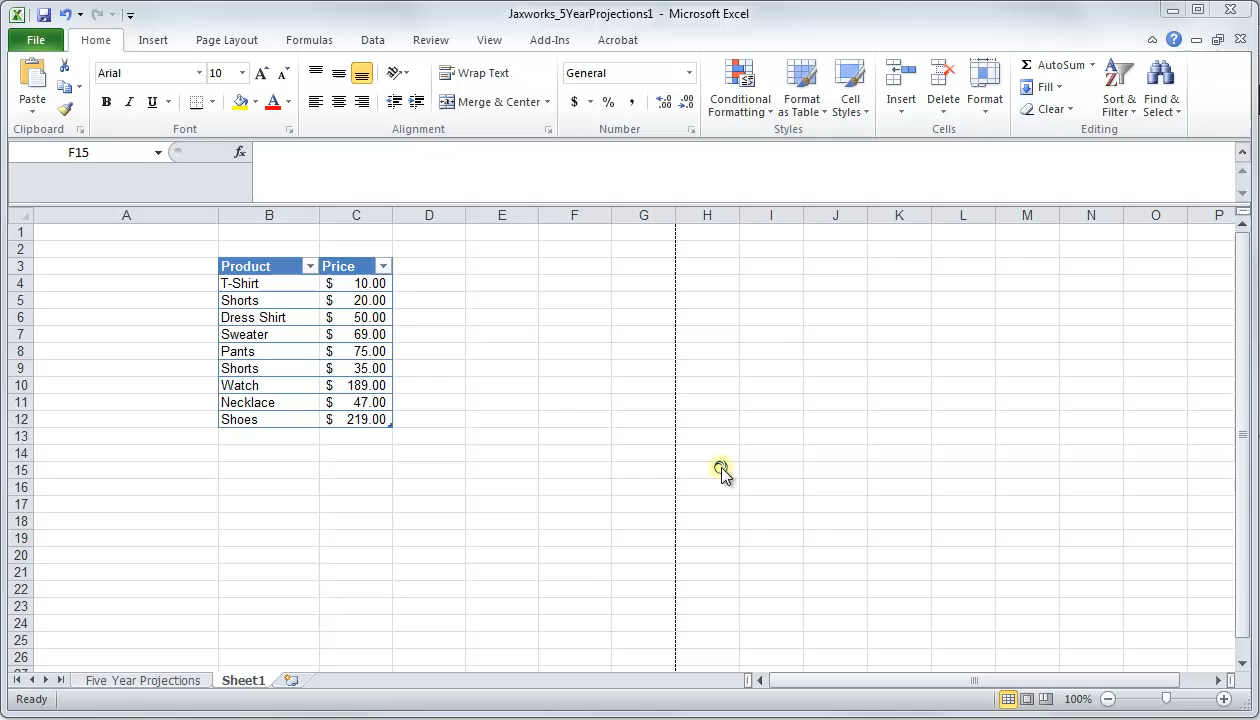 Jaxworks_5YearProjections1 - Microsoft Excel
File Home Insert Page Layout Formulas Data Review View Add-Ins Acrobat
Paste
Clipboard
Arial 10
B I U
Font
Wrap Text
Merge & Center
Alignment
General
$ % ,
Number
Conditional Formatting
Format as Table
Cell Styles
Styles
Insert Delete Format
Cells
Σ AutoSum
Fill
Clear
Sort & Filter
Find & Select
Editing
F15 fx
A B C D E F G H I J K L M N O P
1
2
3 Product Price
4 T-Shirt $ 10.00
5 Shorts $ 20.00
6 Dress Shirt $ 50.00
7 Sweater $ 69.00
8 Pants $ 75.00
9 Shorts $ 35.00
10 Watch $ 189.00
11 Necklace $ 47.00
12 Shoes $ 219.00
13
14
15
16
17
18
19
20
21
22
23
24
25
26
Five Year Projections Sheet1
Ready 100%